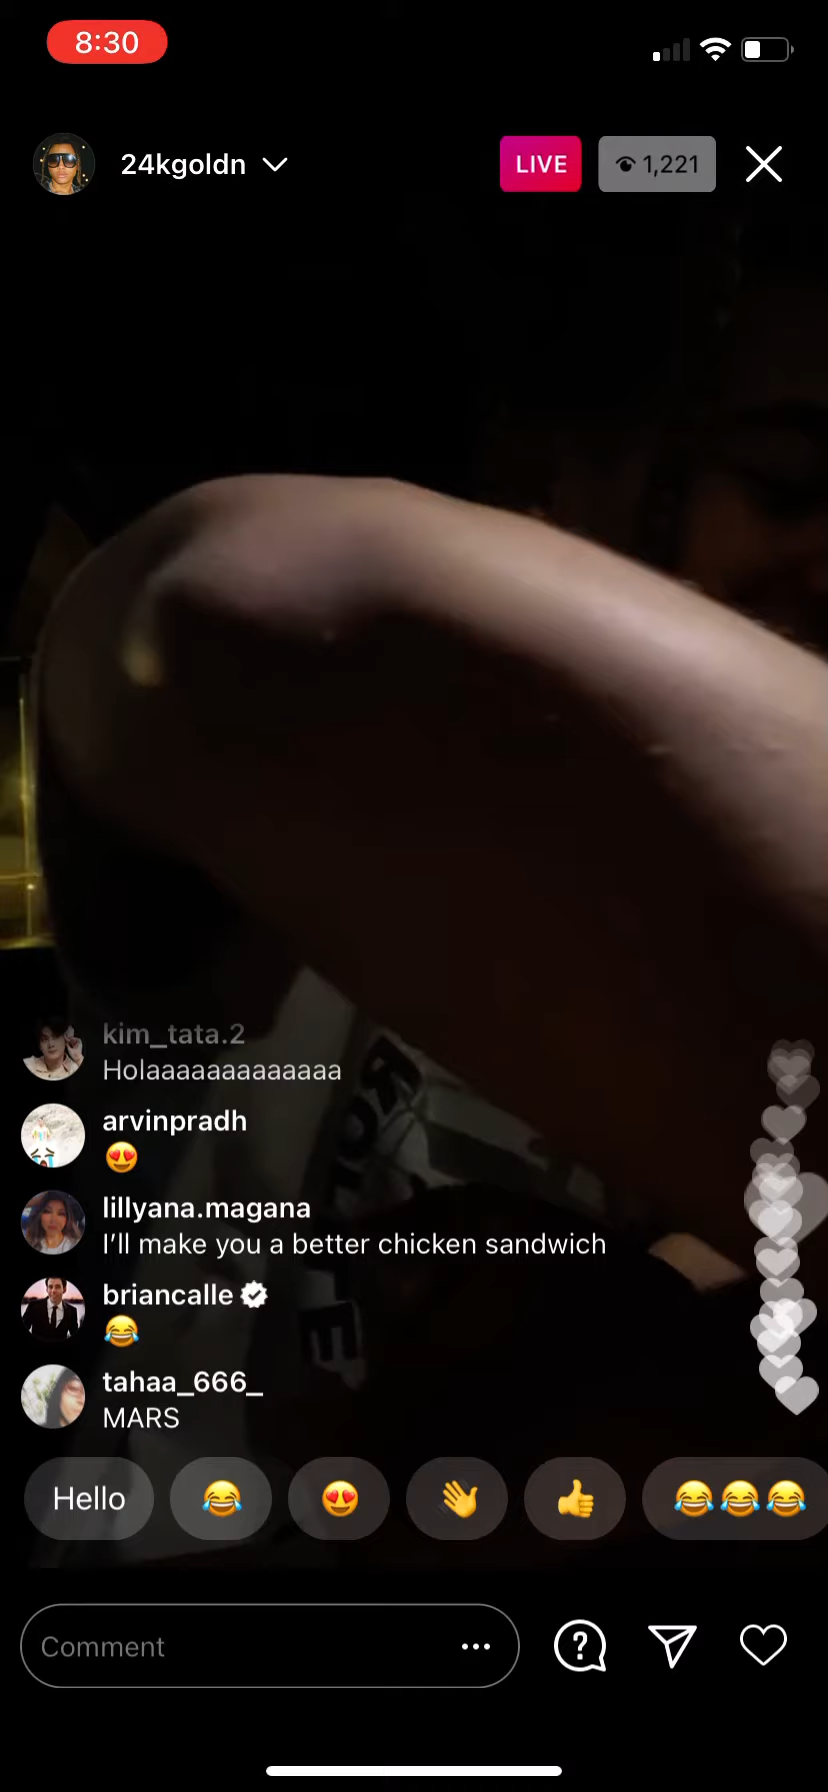 8:30
24kgoldn
LIVE
1,221
kim_tata.2
Holaaaaaaaaaaaaa
arvinpradh
😍
lillyana.magana
I’ll make you a better chicken sandwich
briancalle
😂
tahaa_666_
MARS
Hello 😂 😍 👋 👍 😂😂😂
Comment